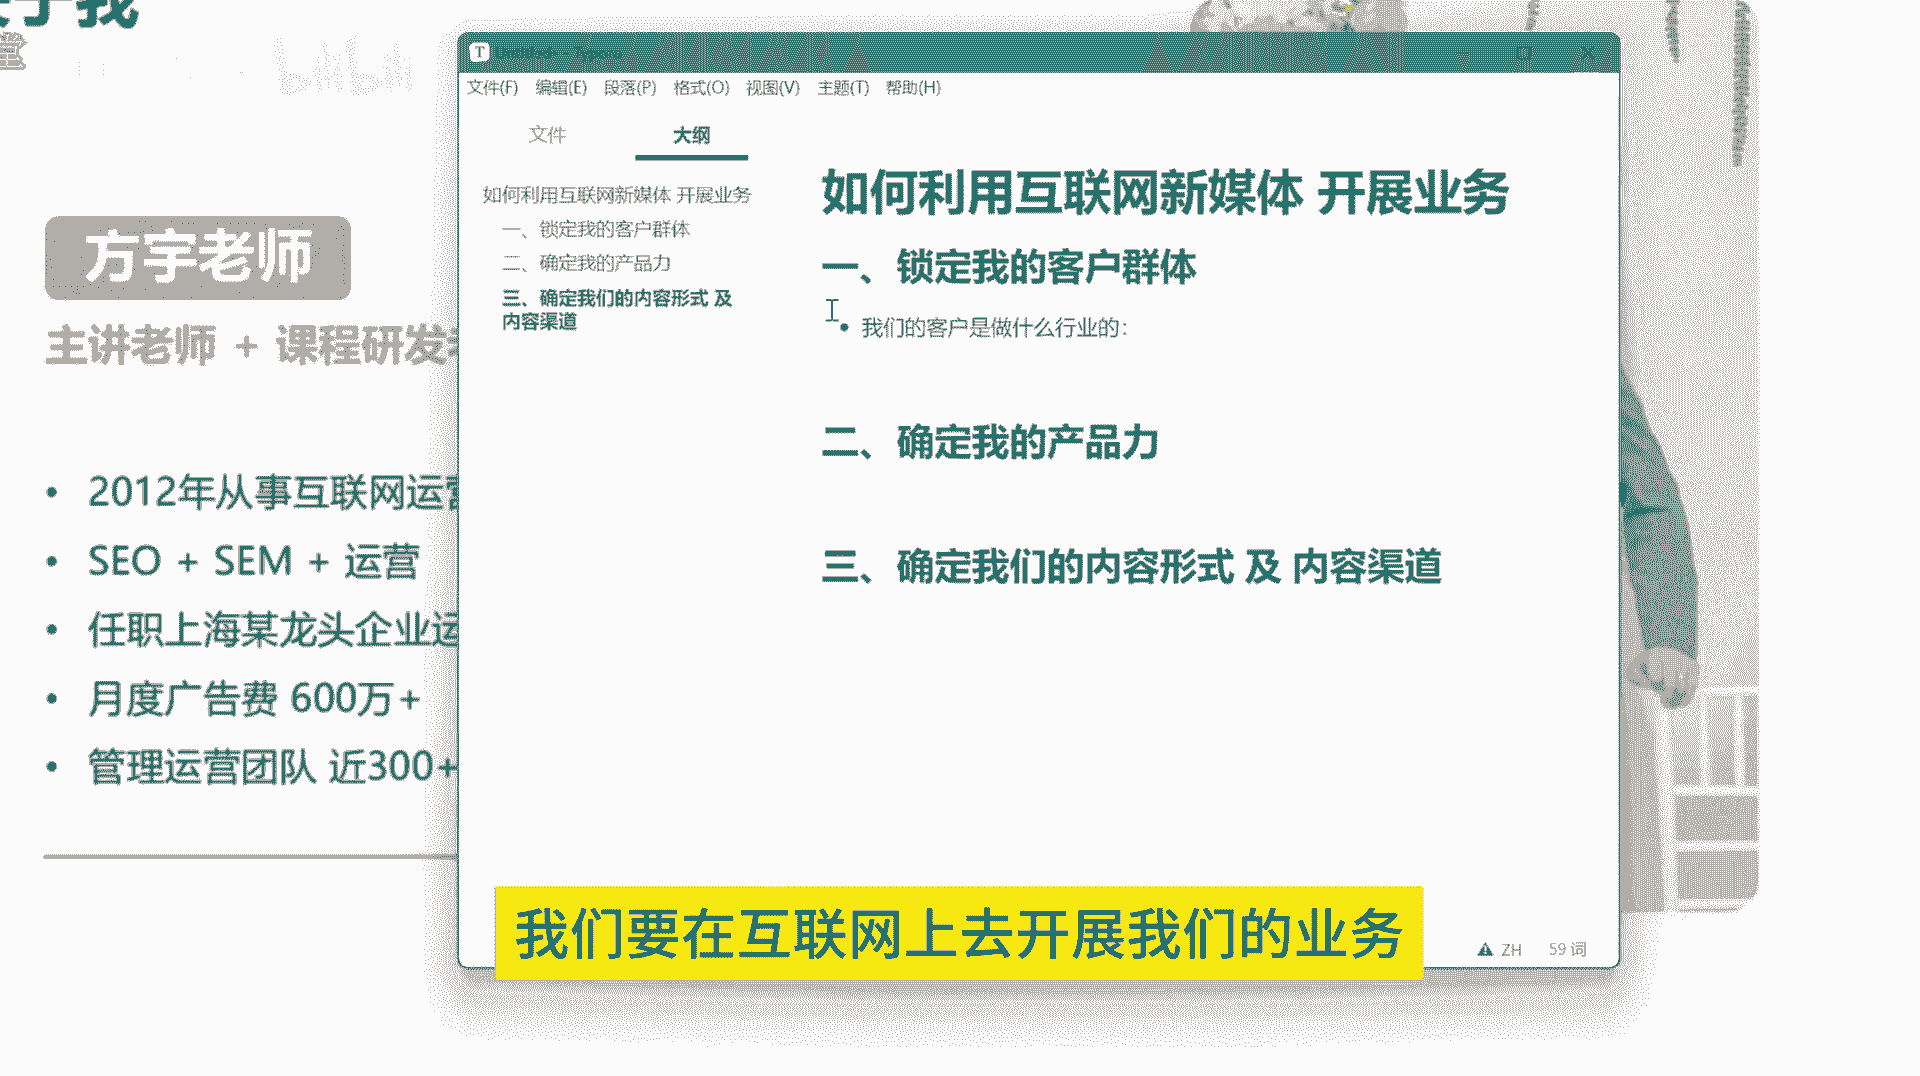 于我
堂
bilibili
方宇老师
主讲老师 + 课程研发
• 2012年从事互联网运营
• SEO + SEM + 运营
• 任职上海某龙头企业运
• 月度广告费 600万+
• 管理运营团队 近300+
T Untitled - Typora
文件(F) 编辑(E) 段落(P) 格式(O) 视图(V) 主题(T) 帮助(H)
文件 大纲
如何利用互联网新媒体 开展业务
一、锁定我的客户群体
二、确定我的产品力
三、确定我们的内容形式 及
内容渠道
如何利用互联网新媒体 开展业务
一、锁定我的客户群体
• 我们的客户是做什么行业的：
二、确定我的产品力
三、确定我们的内容形式 及 内容渠道
我们要在互联网上去开展我们的业务
ZH 59 词